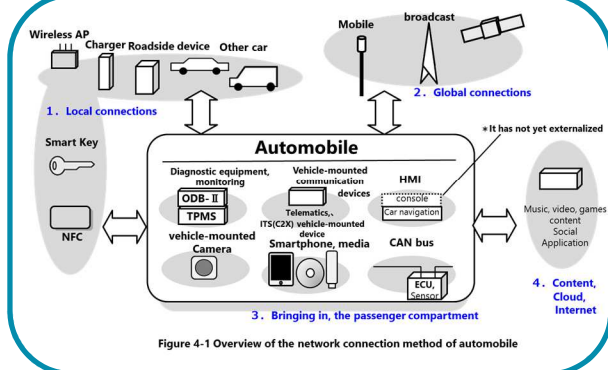 Wireless AP
Charger
Roadside device
Other car
1. Local connections
Mobile
broadcast
2. Global connections
Smart Key
NFC
Automobile
Diagnostic equipment,
monitoring
ODB-Ⅱ
TPMS
Vehicle-mounted
communication
devices
Telematics,
ITS(C2X) vehicle-mounted
device
HMI
console
Car navigation
vehicle-mounted
Camera
Smartphone, media
CAN bus
ECU,
Sensor
3. Bringing in, the passenger compartment
*It has not yet externalized
Music, video, games
content
Social
Application
4. Content,
Cloud,
Internet
Figure 4-1 Overview of the network connection method of automobile